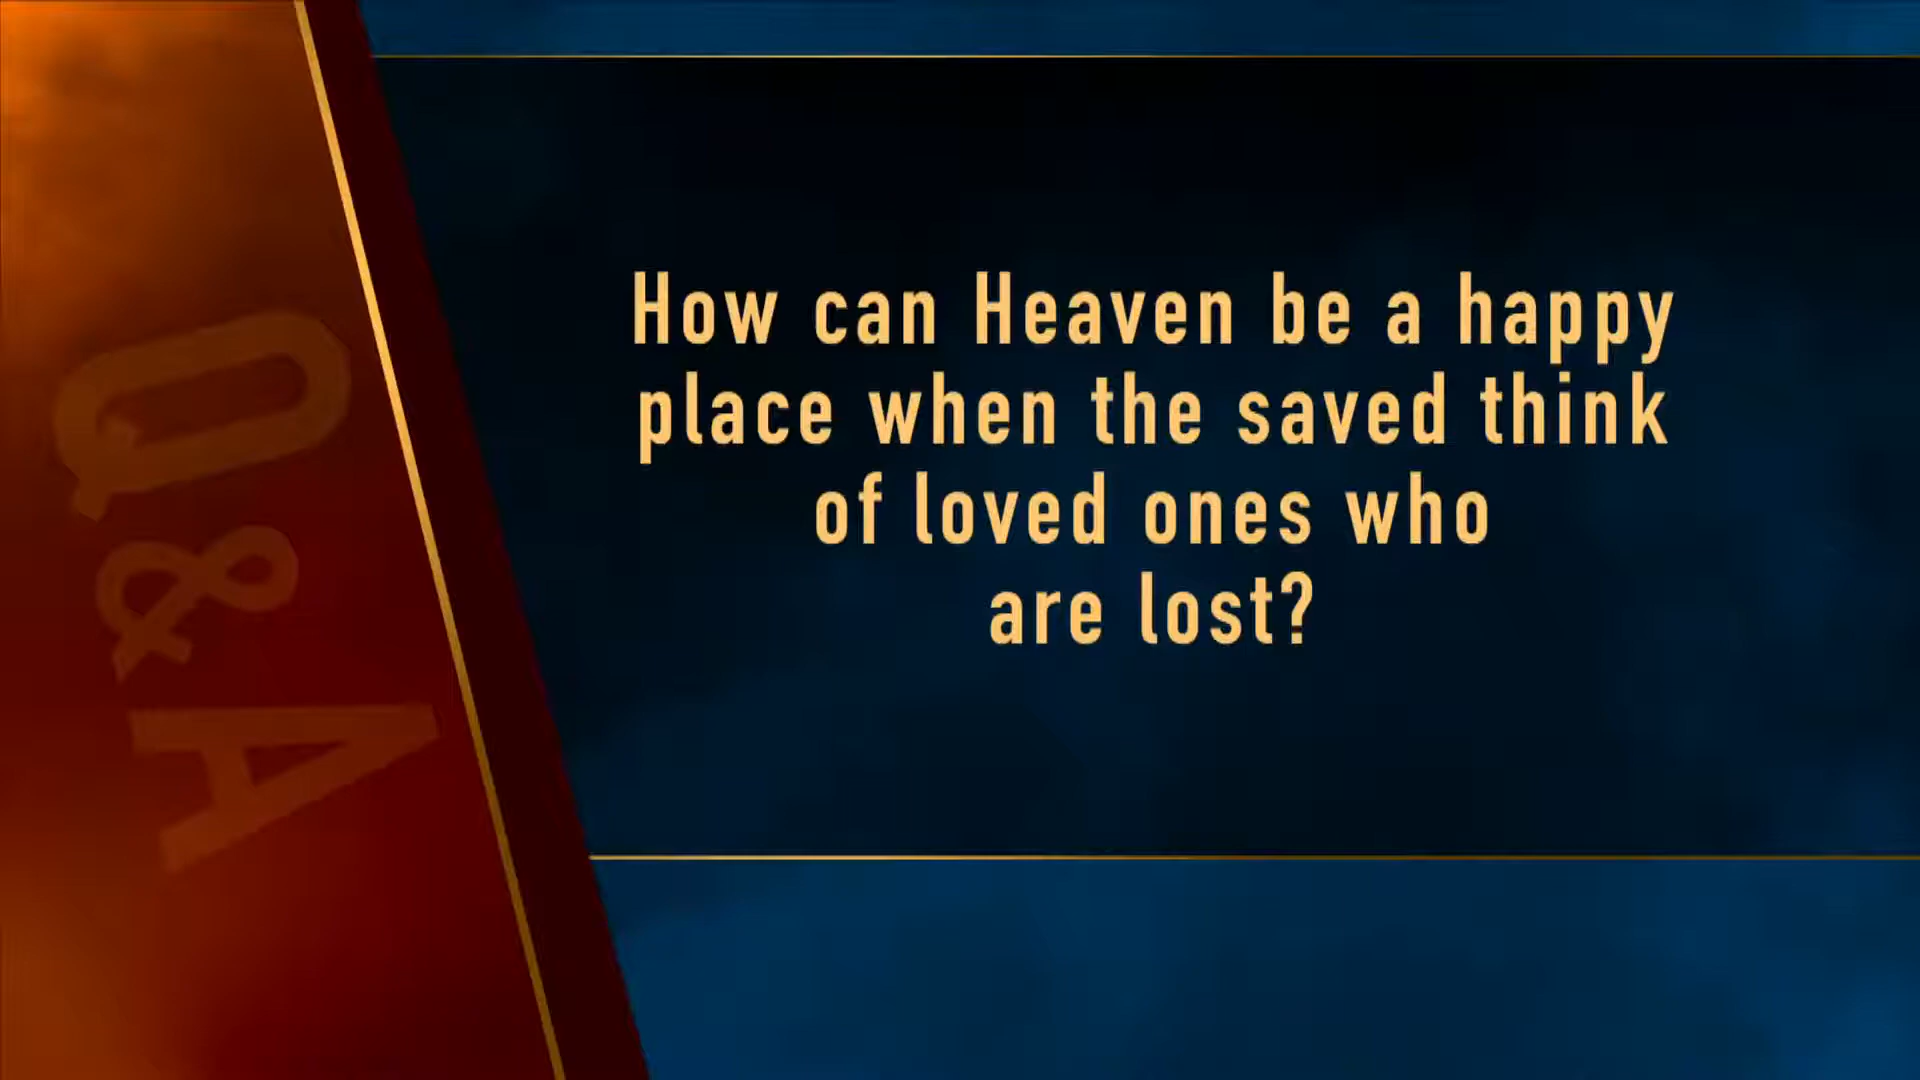 Q&A
How can Heaven be a happy
place when the saved think
of loved ones who
are lost?